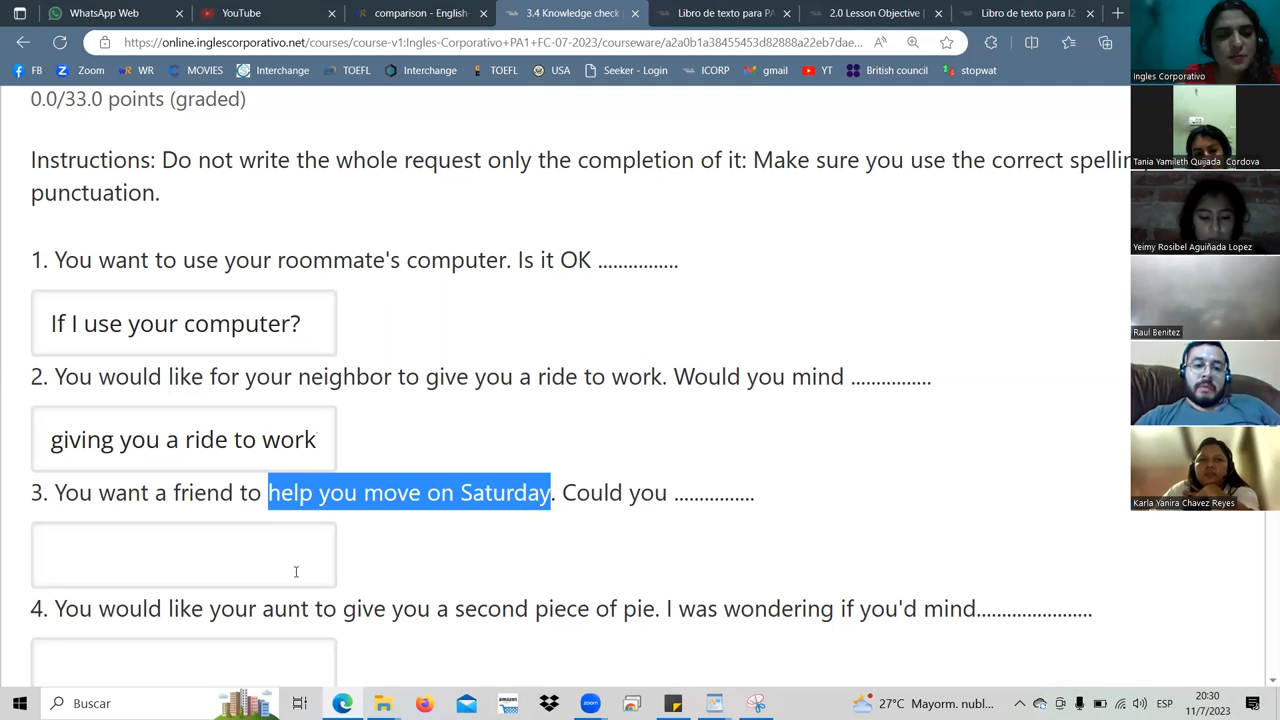 WhatsApp Web
YouTube
comparison - English-
3.4 Knowledge check
Libro de texto para PA
2.0 Lesson Objective
Libro de texto para I2
https://online.inglescorporativo.net/courses/course-v1:Ingles-Corporativo+PA1+FC-07-2023/courseware/a2a0b1a38455453d82888a22eb7dae...
FB Zoom WR MOVIES Interchange TOEFL Interchange TOEFL USA Seeker - Login ICORP gmail YT British council stopwat
0.0/33.0 points (graded)
Instructions: Do not write the whole request only the completion of it: Make sure you use the correct spellin
punctuation.
1. You want to use your roommate's computer. Is it OK ................
If I use your computer?
2. You would like for your neighbor to give you a ride to work. Would you mind ................
giving you a ride to work
3. You want a friend to help you move on Saturday. Could you ................
4. You would like your aunt to give you a second piece of pie. I was wondering if you'd mind.......................
Ingles Corporativo
Tania Yamileth Quijada Cordova
Yeimy Rosibel Aguiñada Lopez
Raul Benitez
Karla Yanira Chavez Reyes
Buscar
amazon
zoom
27°C Mayorm. nubl...
ESP
20:30
11/7/2023